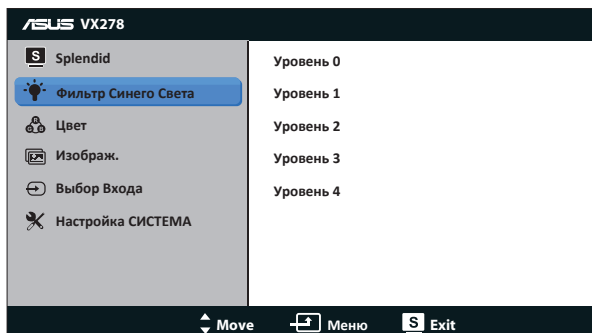 ASUS VX278
S Splendid
Фильтр Синего Света
Цвет
Изображ.
Выбор Входа
Настройка СИСТЕМА
Уровень 0
Уровень 1
Уровень 2
Уровень 3
Уровень 4
Move Меню S Exit